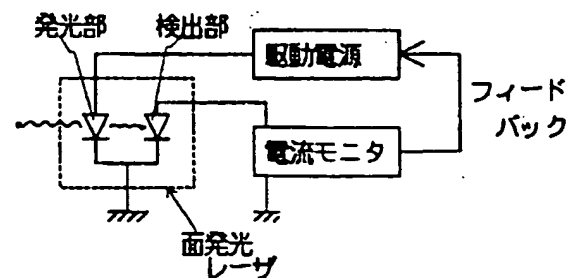 発光部
検出部
駆動電源
フィード
バック
電流モニタ
面発光
レーザ